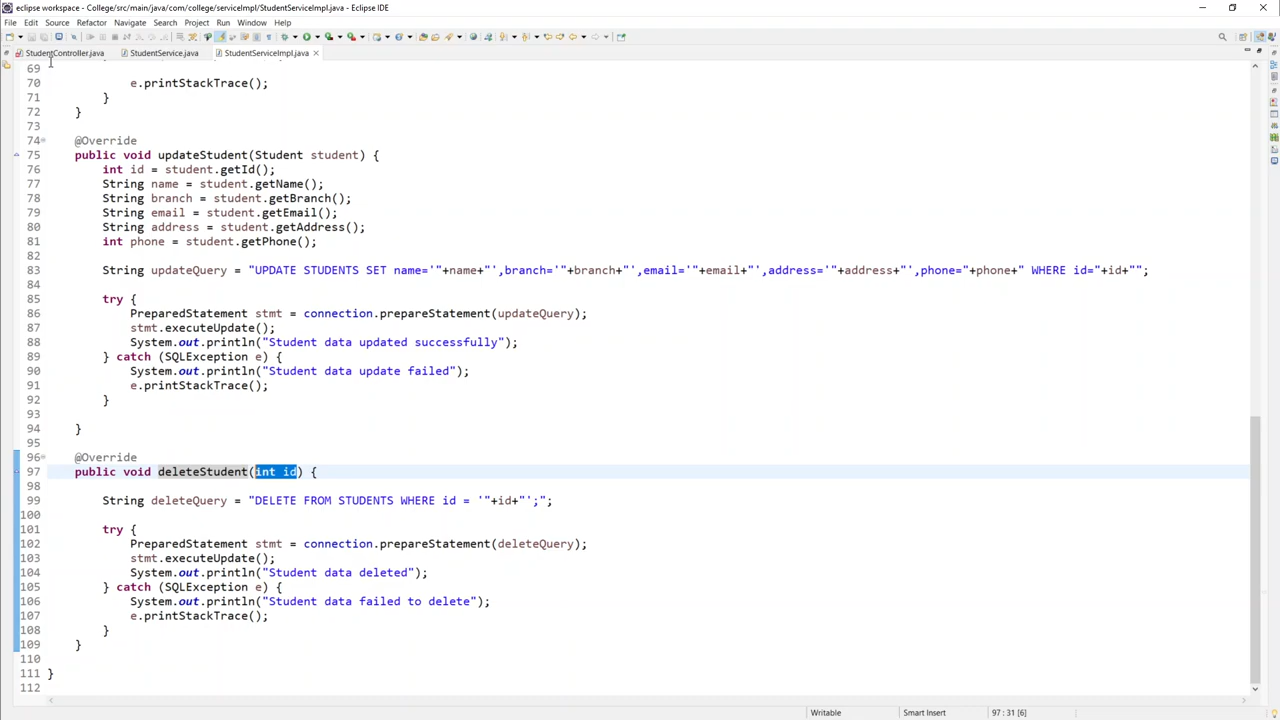 eclipse workspace - College/src/main/java/com/college/serviceImpl/StudentServiceImpl.java - Eclipse IDE
File Edit Source Refactor Navigate Search Project Run Window Help
StudentController.java StudentService.java StudentServiceImpl.java
69
70 e.printStackTrace();
71 }
72 }
73
74 @Override
75 public void updateStudent(Student student) {
76 int id = student.getId();
77 String name = student.getName();
78 String branch = student.getBranch();
79 String email = student.getEmail();
80 String address = student.getAddress();
81 int phone = student.getPhone();
82
83 String updateQuery = "UPDATE STUDENTS SET name='"+name+"',branch='"+branch+"',email='"+email+"',address='"+address+"',phone="+phone+" WHERE id="+id+"";
84
85 try {
86 PreparedStatement stmt = connection.prepareStatement(updateQuery);
87 stmt.executeUpdate();
88 System.out.println("Student data updated successfully");
89 } catch (SQLException e) {
90 System.out.println("Student data update failed");
91 e.printStackTrace();
92 }
93
94 }
95
96 @Override
97 public void deleteStudent(int id) {
98
99 String deleteQuery = "DELETE FROM STUDENTS WHERE id = '"+id+"';";
100
101 try {
102 PreparedStatement stmt = connection.prepareStatement(deleteQuery);
103 stmt.executeUpdate();
104 System.out.println("Student data deleted");
105 } catch (SQLException e) {
106 System.out.println("Student data failed to delete");
107 e.printStackTrace();
108 }
109 }
110
111 }
112
Writable Smart Insert 97 : 31 [6]